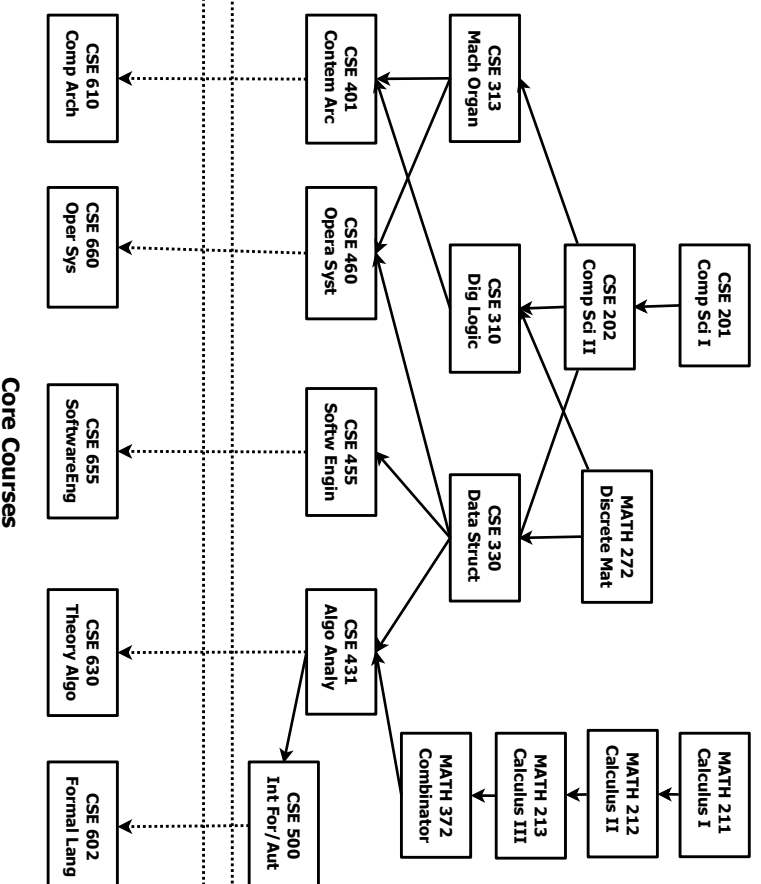 CSE 201
Comp Sci I
MATH 211
Calculus I
CSE 202
Comp Sci II
MATH 272
Discrete Mat
MATH 212
Calculus II
CSE 313
Mach Organ
CSE 310
Dig Logic
CSE 330
Data Struct
MATH 213
Calculus III
MATH 372
Combinator
CSE 401
Contem Arc
CSE 460
Opera Syst
CSE 455
Softw Engin
CSE 431
Algo Analy
CSE 500
Int For/Aut
CSE 610
Comp Arch
CSE 660
Oper Sys
CSE 655
SoftwareEng
CSE 630
Theory Algo
CSE 602
Formal Lang
Core Courses